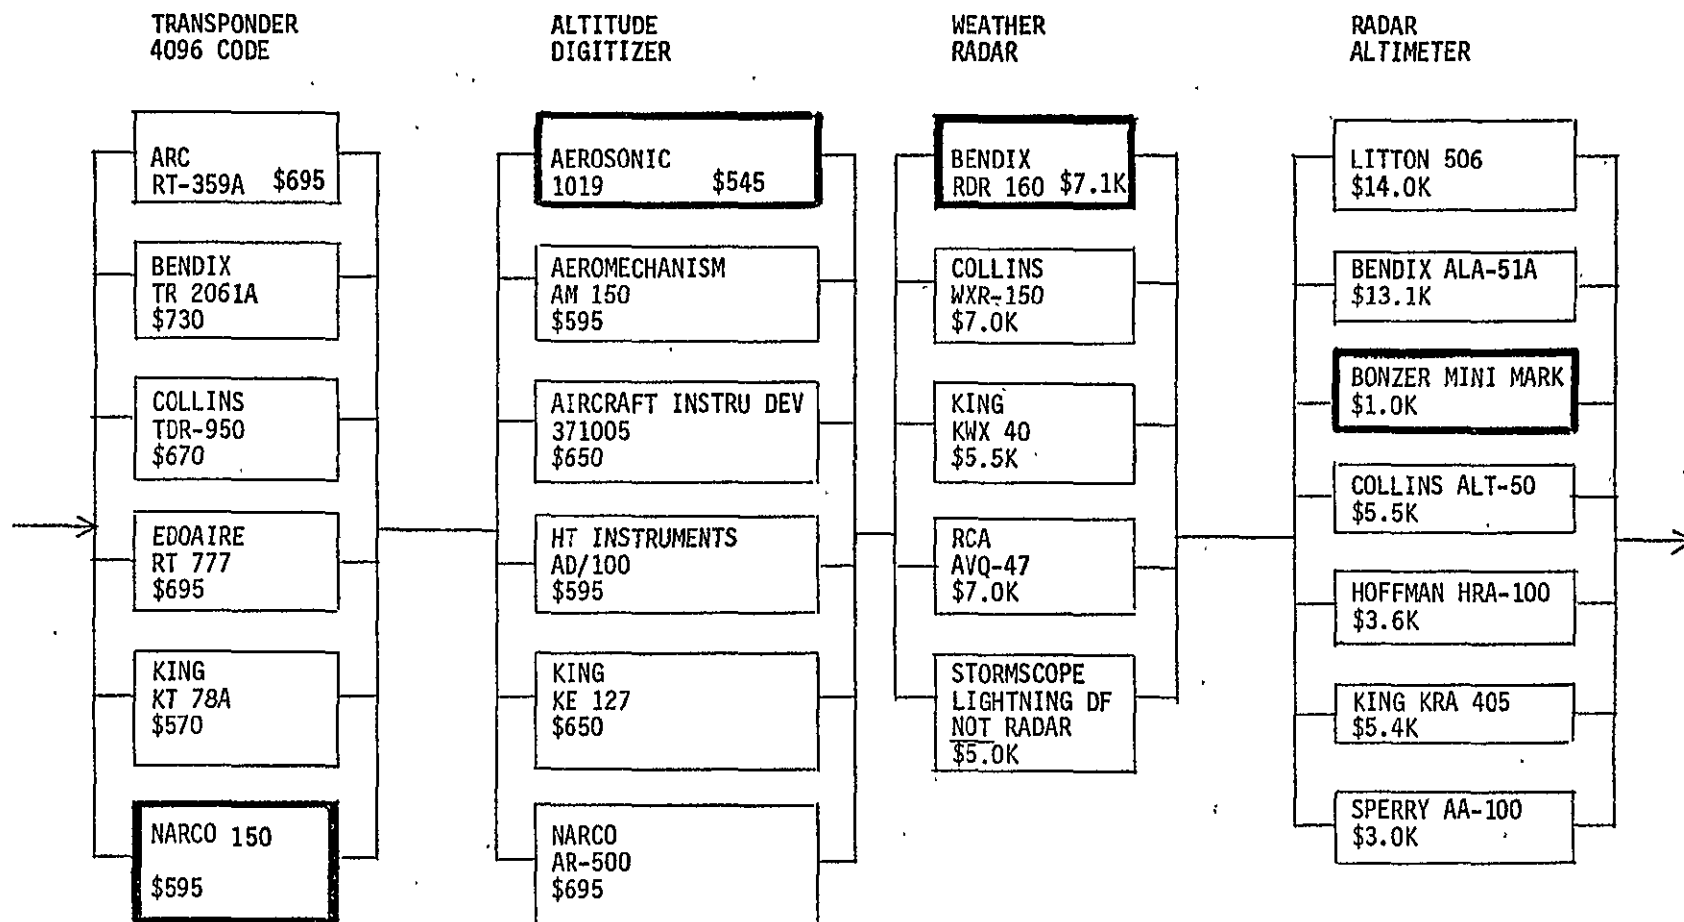 TRANSPONDER
4096 CODE
ALTITUDE
DIGITIZER
WEATHER
RADAR
RADAR
ALTIMETER
ARC
RT-359A $695
BENDIX
TR 2061A
$730
COLLINS
TDR-950
$670
EDOAIRE
RT 777
$695
KING
KT 78A
$570
NARCO 150
$595
AEROSONIC
1019 $545
AEROMECHANISM
AM 150
$595
AIRCRAFT INSTRU DEV
371005
$650
HT INSTRUMENTS
AD/100
$595
KING
KE 127
$650
NARCO
AR-500
$695
BENDIX
RDR 160 $7.1K
COLLINS
WXR-150
$7.0K
KING
KWX 40
$5.5K
RCA
AVQ-47
$7.0K
STORMSCOPE
LIGHTNING DF
NOT RADAR
$5.0K
LITTON 506
$14.0K
BENDIX ALA-51A
$13.1K
BONZER MINI MARK
$1.0K
COLLINS ALT-50
$5.5K
HOFFMAN HRA-100
$3.6K
KING KRA 405
$5.4K
SPERRY AA-100
$3.0K